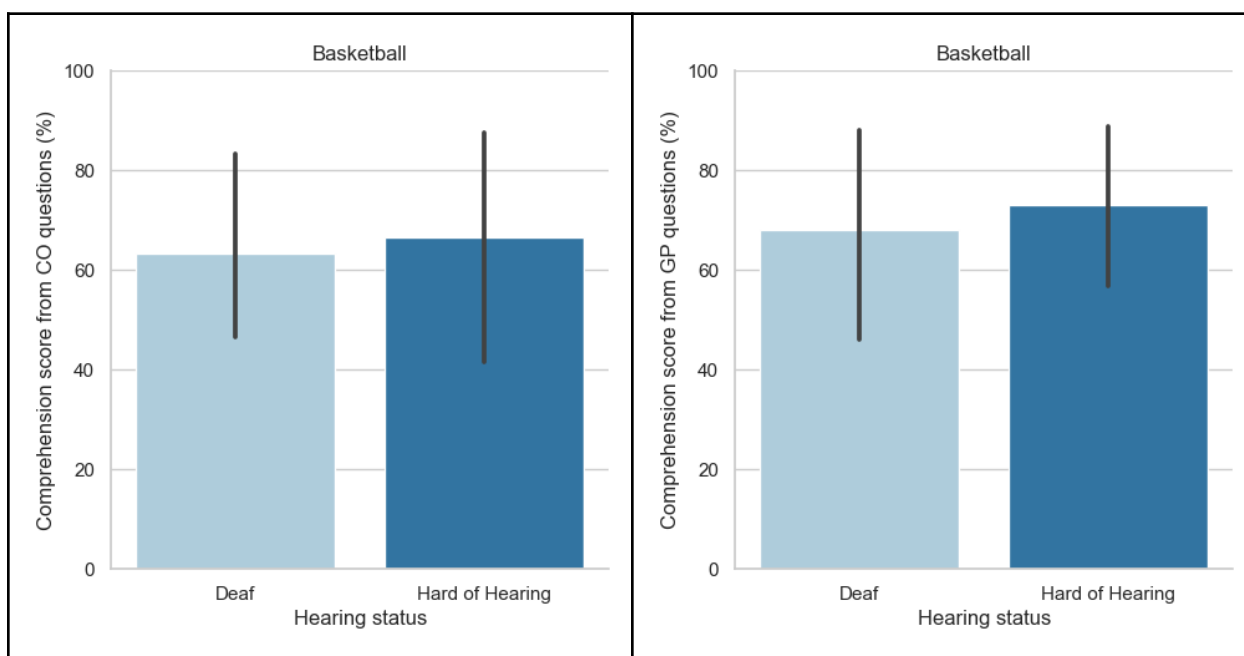 Basketball
100
80
60
40
20
0
Comprehension score from CO questions (%)
Deaf
Hard of Hearing
Hearing status
Basketball
100
80
60
40
20
0
Comprehension score from GP questions (%)
Deaf
Hard of Hearing
Hearing status